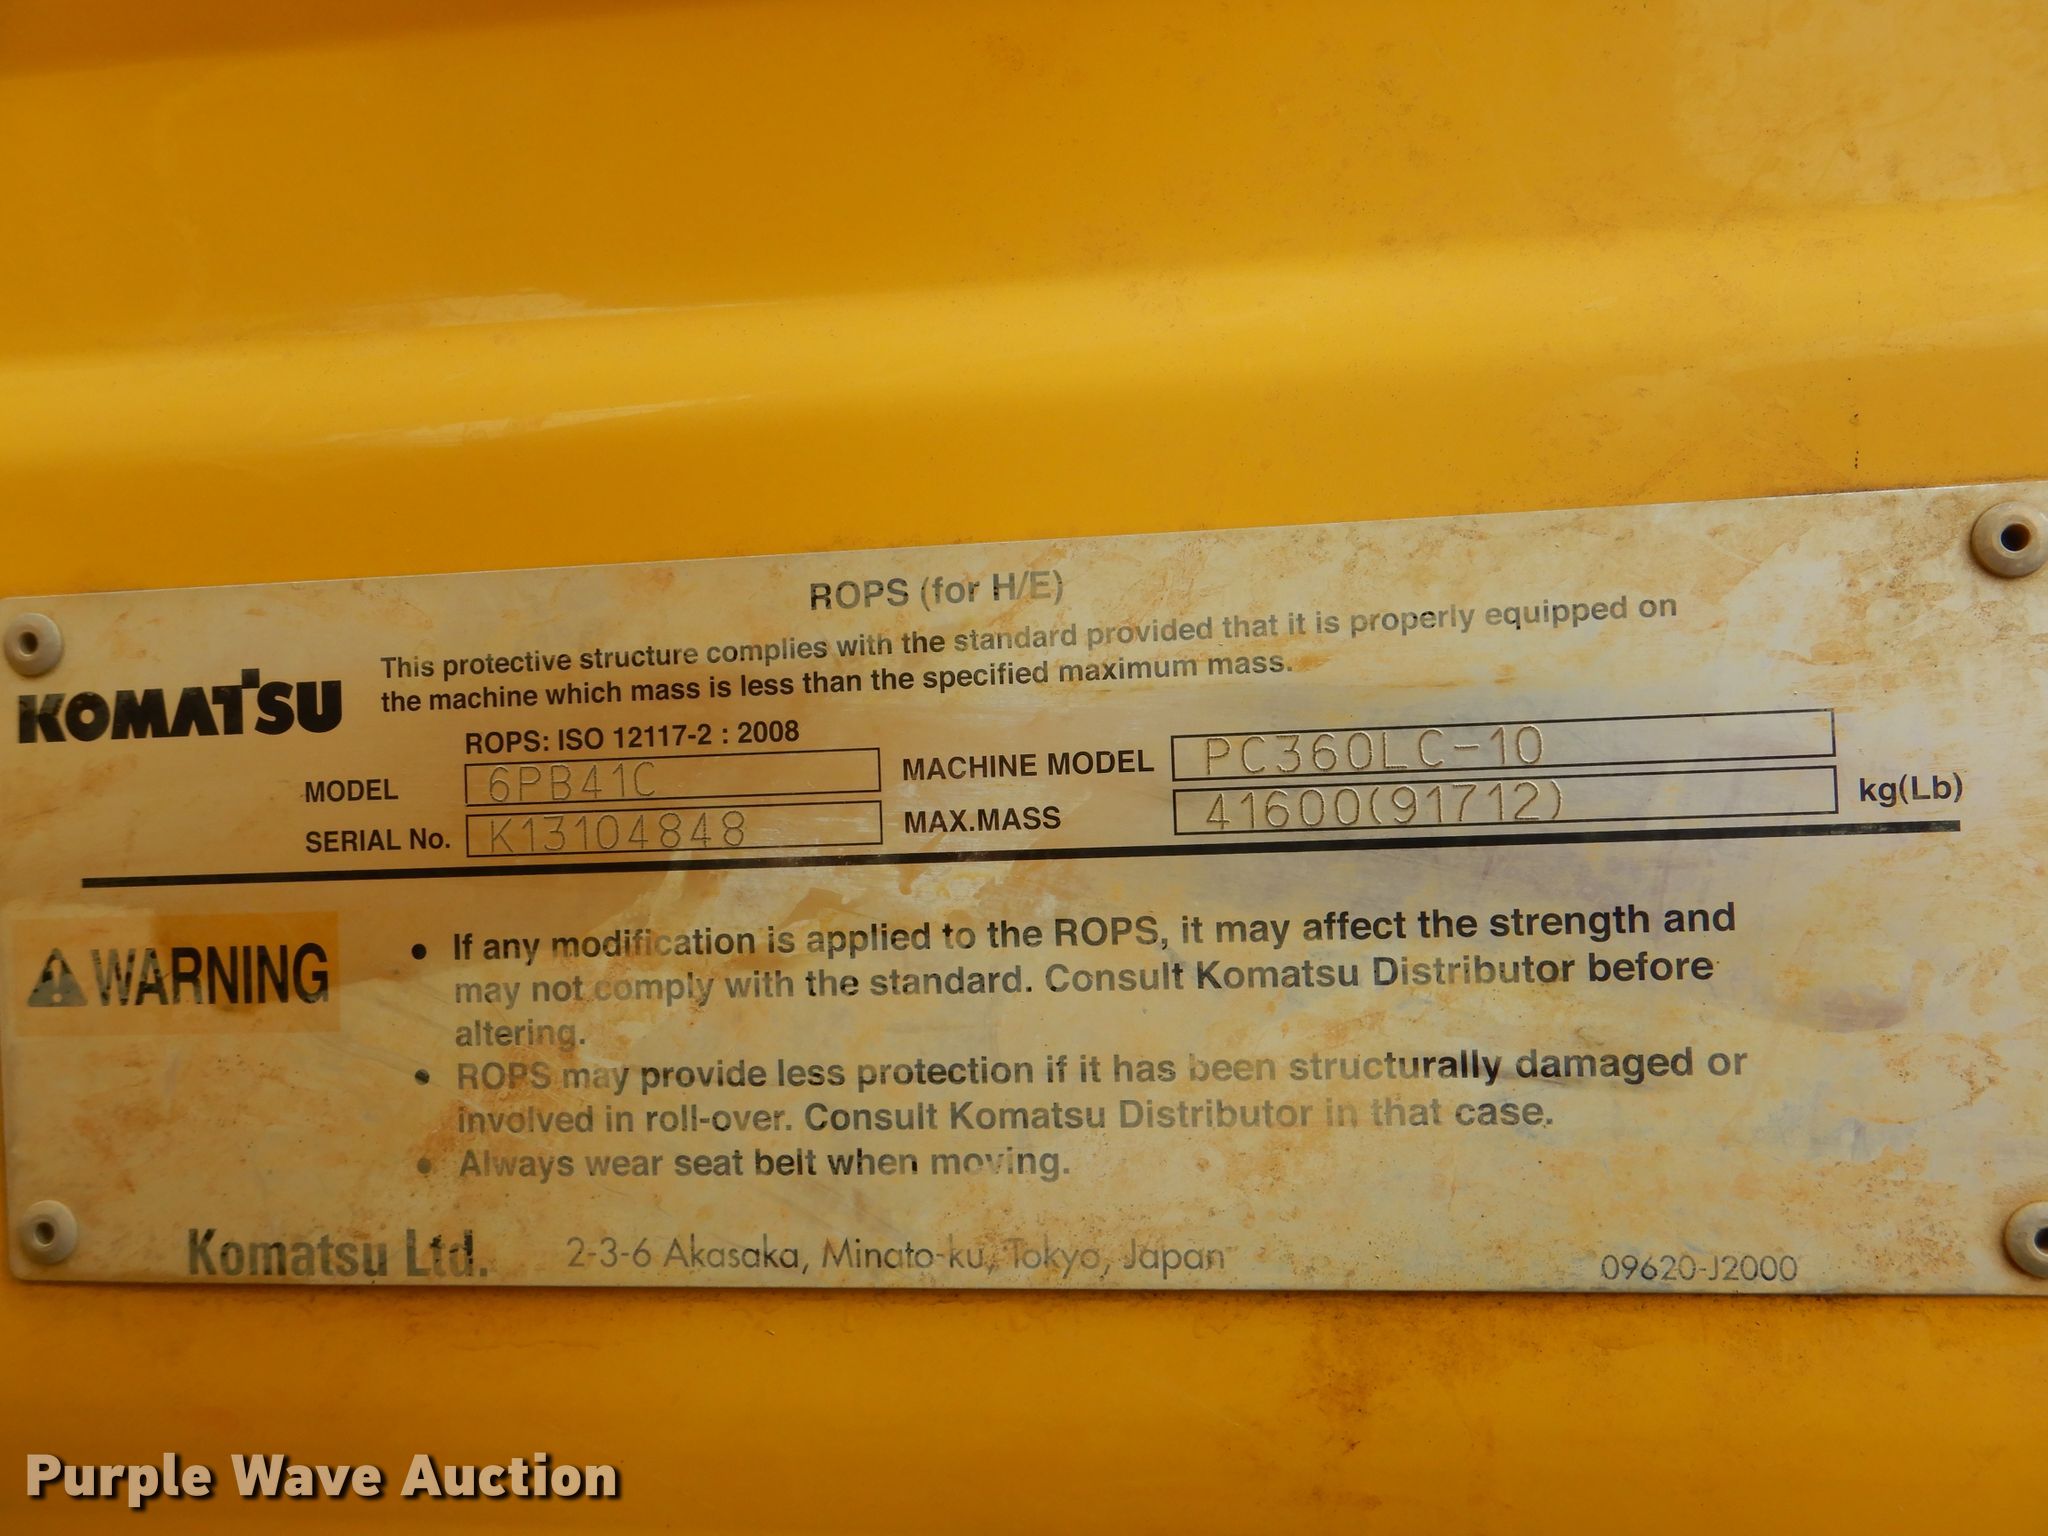 ROPS (for H/E)
This protective structure complies with the standard provided that it is properly equipped on
the machine which mass is less than the specified maximum mass.
KOMATSU
ROPS: ISO 12117-2 : 2008
MODEL 6PB41C MACHINE MODEL PC360LC-10
SERIAL No. K13104848 MAX.MASS 41600(91712) kg(Lb)
WARNING
• If any modification is applied to the ROPS, it may affect the strength and
may not comply with the standard. Consult Komatsu Distributor before
altering.
• ROPS may provide less protection if it has been structurally damaged or
involved in roll-over. Consult Komatsu Distributor in that case.
• Always wear seat belt when moving.
Komatsu Ltd. 2-3-6 Akasaka, Minato-ku, Tokyo, Japan 09620-J2000
Purple Wave Auction